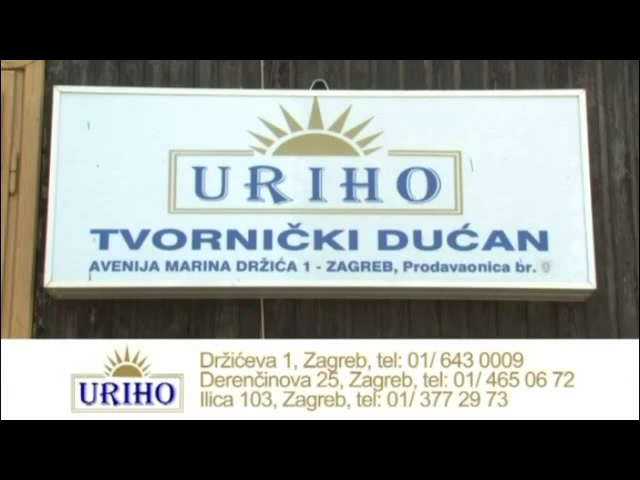 URIHO
TVORNIČKI DUĆAN
AVENIJA MARINA DRŽIĆA 1 - ZAGREB, Prodavaonica br. 9
URIHO
Držićeva 1, Zagreb, tel: 01/ 643 0009
Derenčinova 25, Zagreb, tel: 01/ 465 06 72
Ilica 103, Zagreb, tel: 01/ 377 29 73